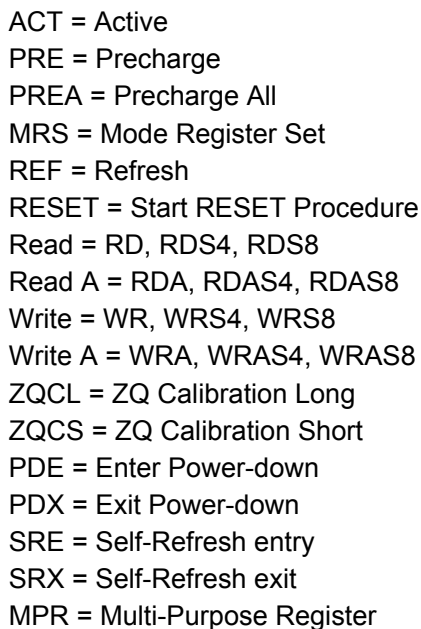 ACT = Active
PRE = Precharge
PREA = Precharge All
MRS = Mode Register Set
REF = Refresh
RESET = Start RESET Procedure
Read = RD, RDS4, RDS8
Read A = RDA, RDAS4, RDAS8
Write = WR, WRS4, WRS8
Write A = WRA, WRAS4, WRAS8
ZQCL = ZQ Calibration Long
ZQCS = ZQ Calibration Short
PDE = Enter Power-down
PDX = Exit Power-down
SRE = Self-Refresh entry
SRX = Self-Refresh exit
MPR = Multi-Purpose Register